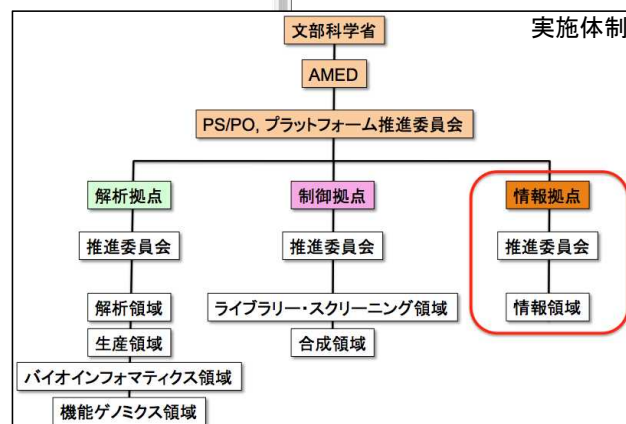 実施体制
文部科学省
AMED
PS/PO, プラットフォーム推進委員会
解析拠点
制御拠点
情報拠点
推進委員会
推進委員会
推進委員会
解析領域
ライブラリー・スクリーニング領域
情報領域
生産領域
合成領域
バイオインフォマティクス領域
機能ゲノミクス領域